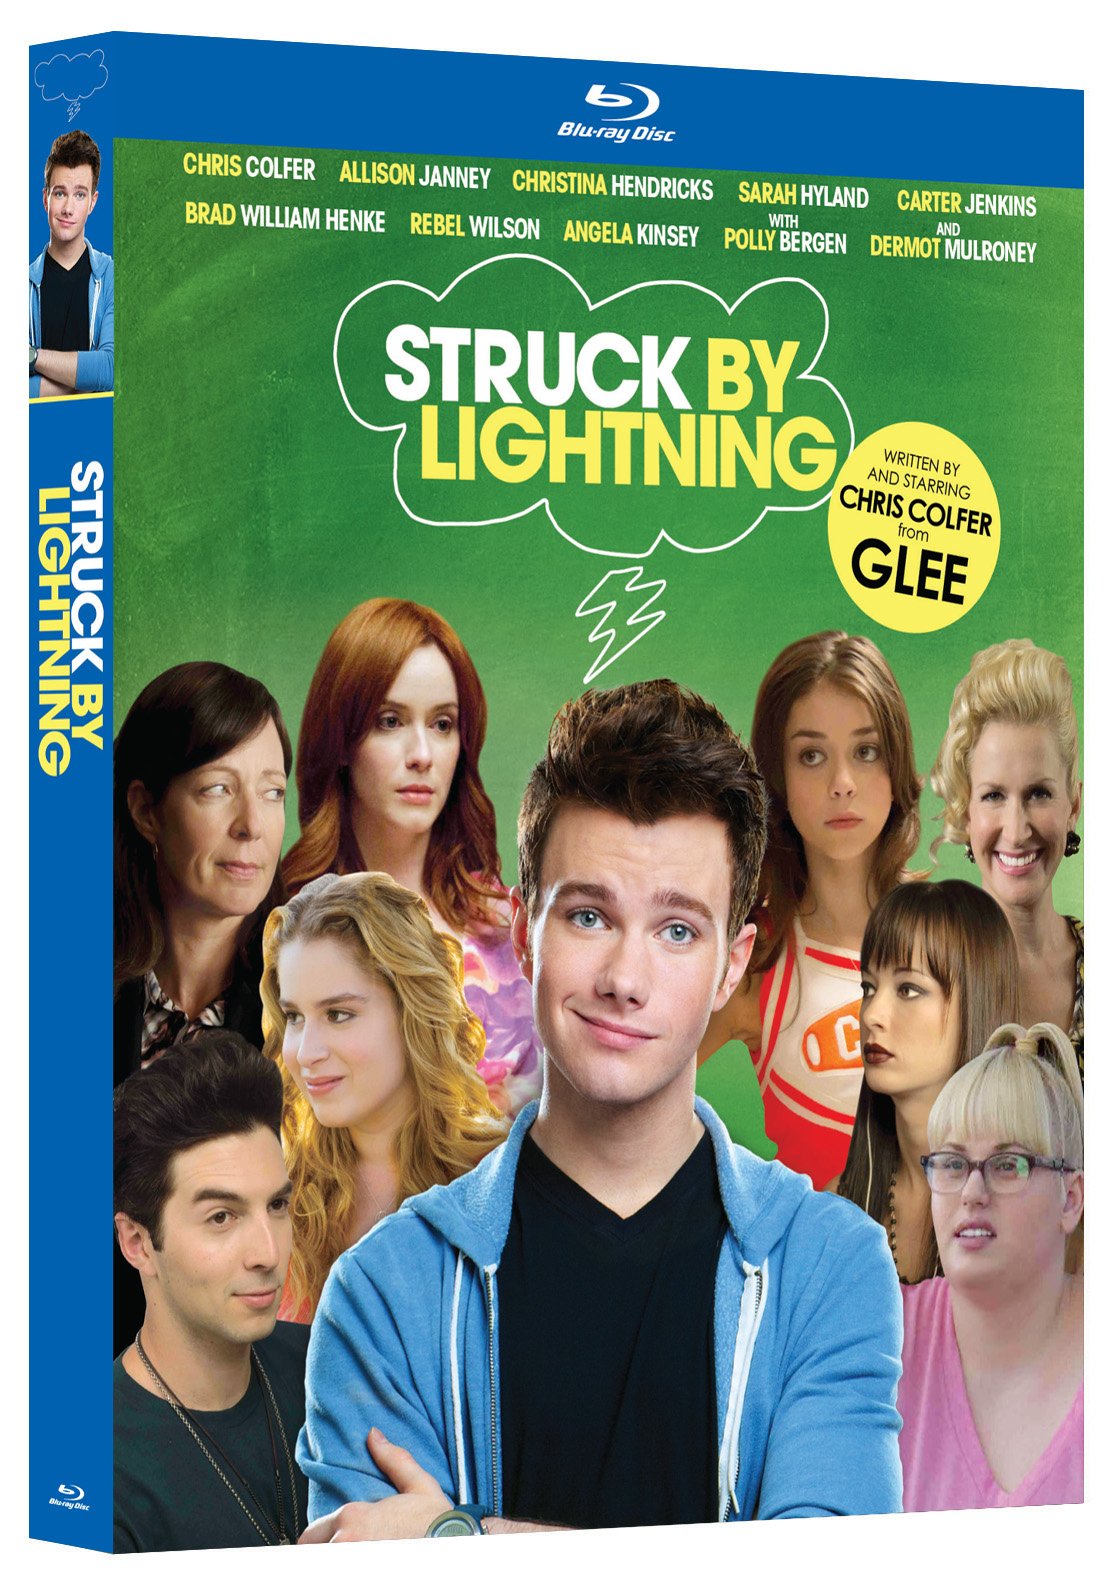 Blu-ray Disc
CHRIS COLFER ALLISON JANNEY CHRISTINA HENDRICKS SARAH HYLAND CARTER JENKINS
BRAD WILLIAM HENKE REBEL WILSON ANGELA KINSEY WITH POLLY BERGEN AND DERMOT MULRONEY
STRUCK BY
LIGHTNING
WRITTEN BY
AND STARRING
CHRIS COLFER
from
GLEE
C
STRUCK BY
LIGHTNING
Blu-ray Disc